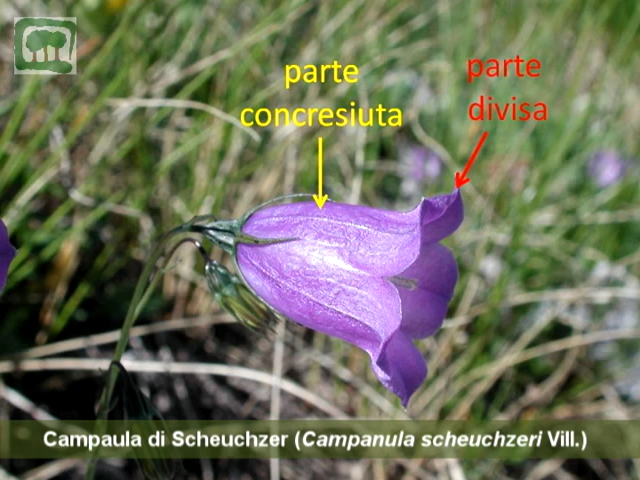 parte
concresiuta
parte
divisa
Campaula di Scheuchzer (Campanula scheuchzeri Vill.)